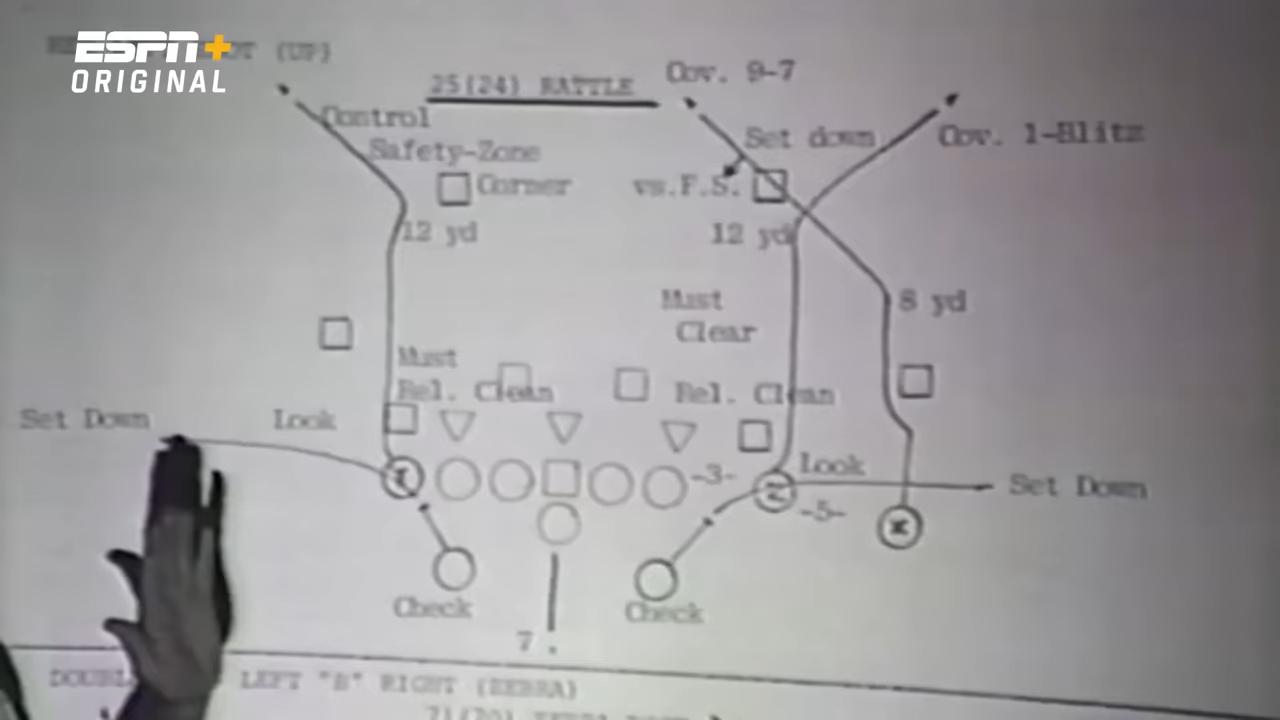 ESPN+
ORIGINAL
(UP)
25(24) RATTLE
Cov. 9-7
Control
Safety-Zone
Corner
Set down
vs.F.S.
Cov. 1-Blitz
12 yd
12 yd
Must
Clear
8 yd
Must
Rel. Clean
Rel. Clean
Set Down
Look
Look
-3-
-5-
Set Down
Check
Check
7.
LEFT "B" RIGHT (ZEBRA)